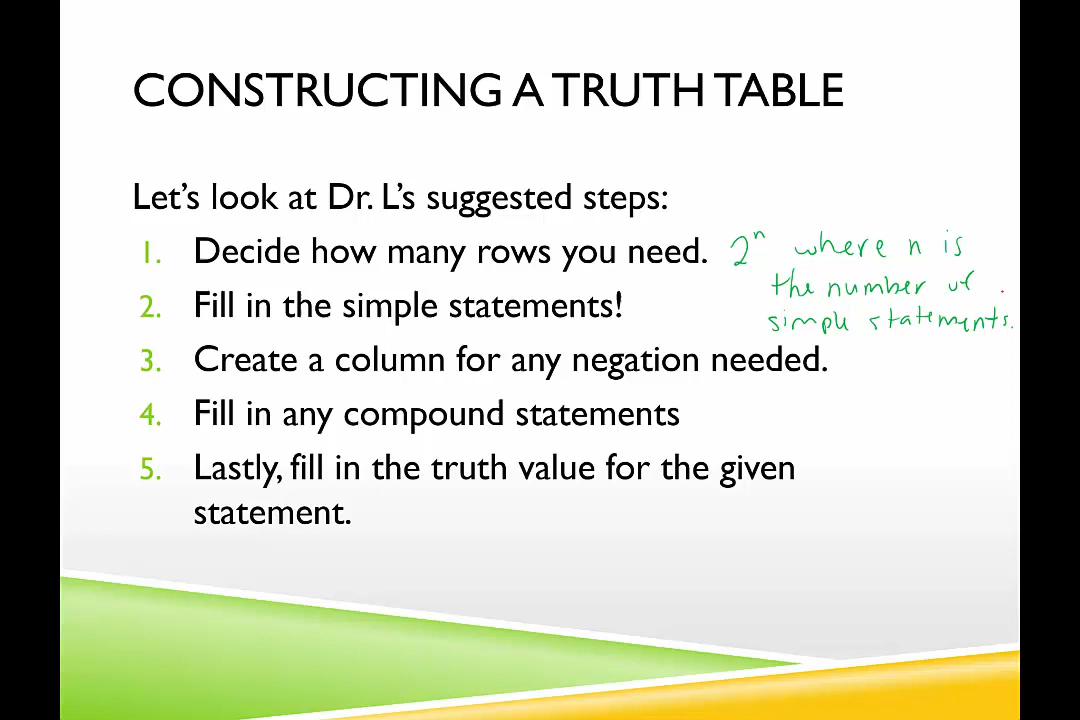 CONSTRUCTING A TRUTH TABLE
Let's look at Dr. L's suggested steps:
1. Decide how many rows you need. 2ⁿ where n is
the number of
simple statements.
2. Fill in the simple statements!
3. Create a column for any negation needed.
4. Fill in any compound statements
5. Lastly, fill in the truth value for the given
statement.